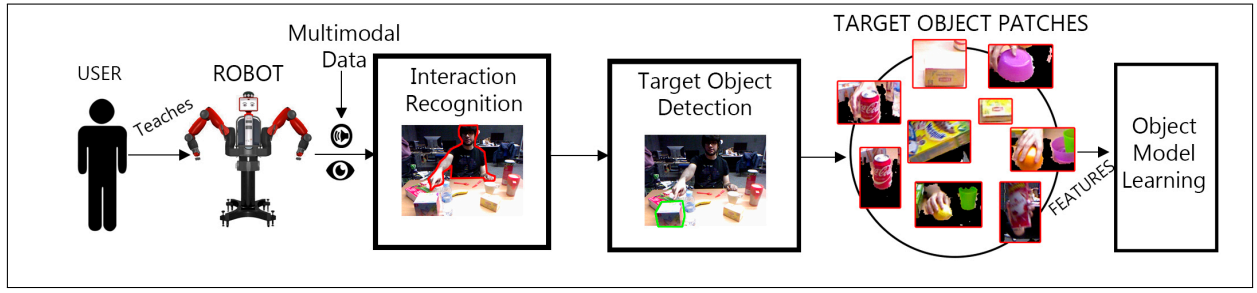 USER
Teaches
ROBOT
Multimodal
Data
Interaction
Recognition
Target Object
Detection
TARGET OBJECT PATCHES
FEATURES
Object
Model
Learning